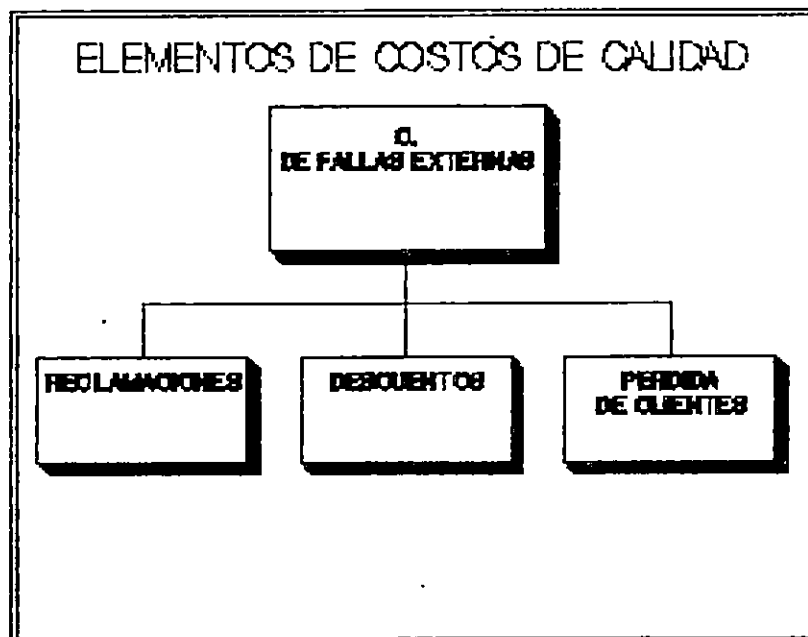 ELEMENTOS DE COSTOS DE CALIDAD
C.
DE FALLAS EXTERNAS
RECLAMACIONES
DESCUENTOS
PERDIDA
DE CLIENTES